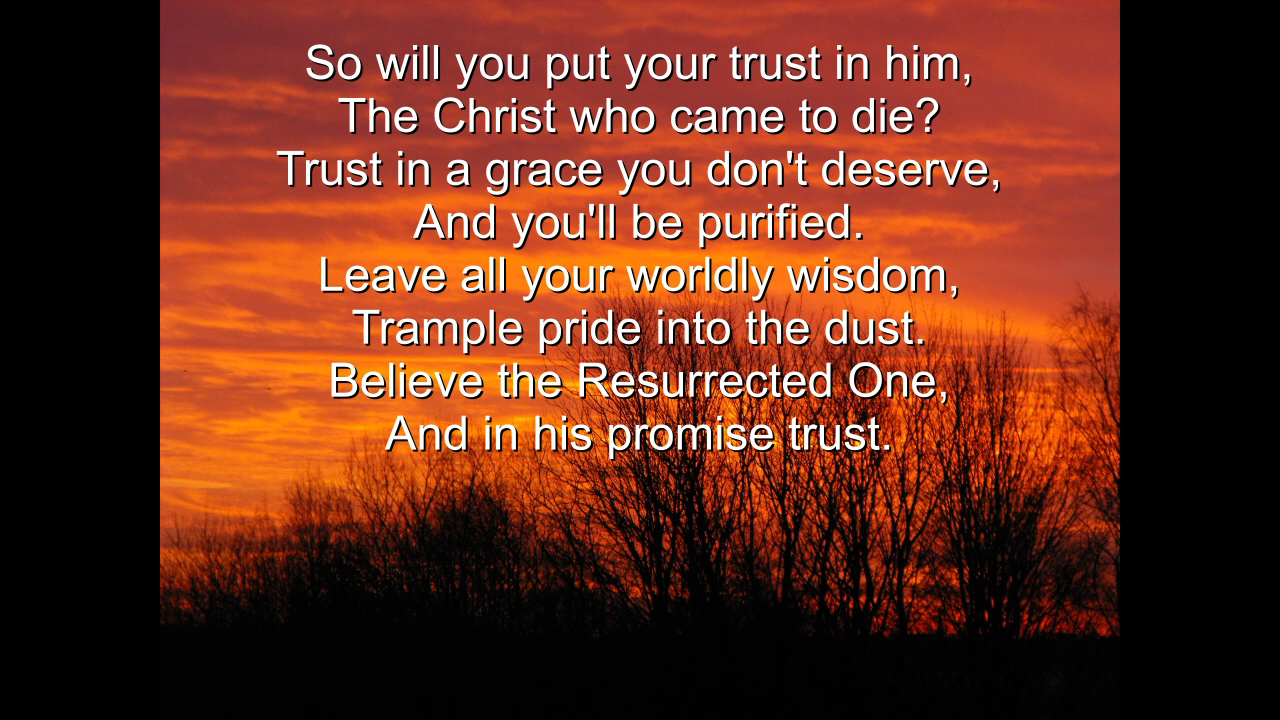 So will you put your trust in him,
The Christ who came to die?
Trust in a grace you don't deserve,
And you'll be purified.
Leave all your worldly wisdom,
Trample pride into the dust.
Believe the Resurrected One,
And in his promise trust.